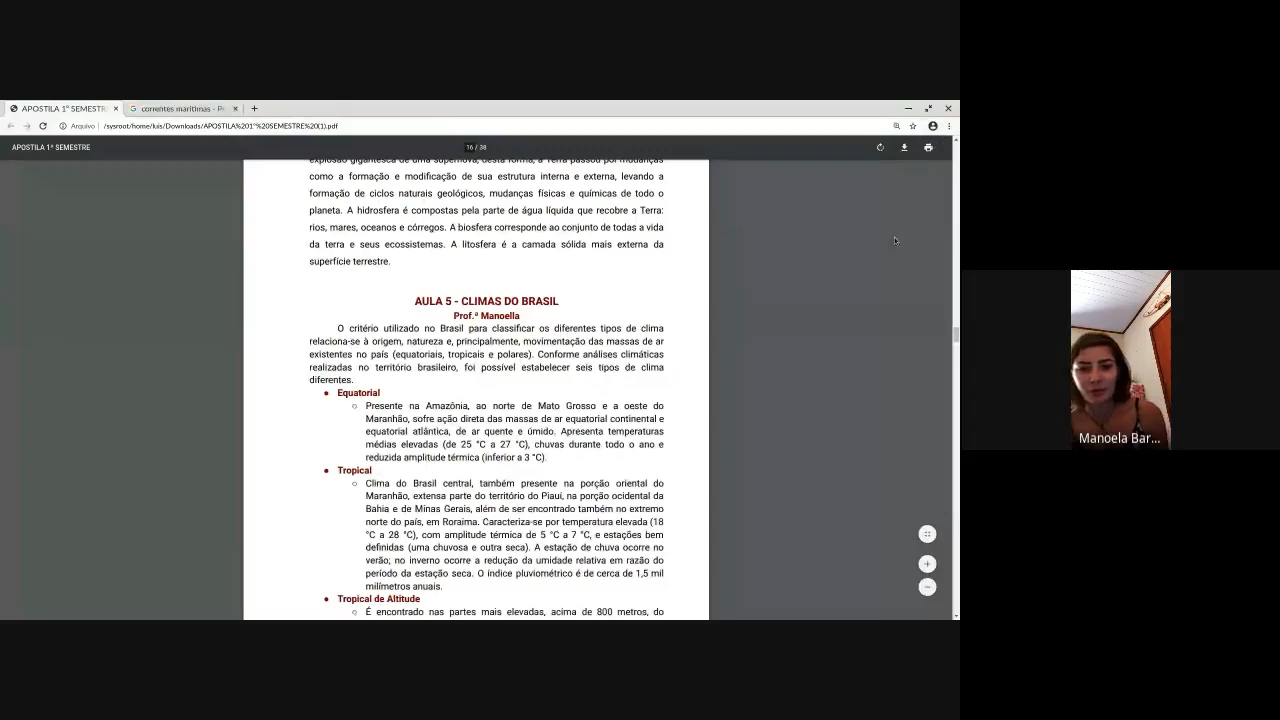 APOSTILA 1º SEMESTR
correntes marítimas - Pe
Arquivo
/sysroot/home/luis/Downloads/APOSTILA%201°%20SEMESTRE%20(1).pdf
APOSTILA 1º SEMESTRE
16 / 38
explosão gigantesca de uma supernova, desta forma, a Terra passou por mudanças
como a formação e modificação de sua estrutura interna e externa, levando a
formação de ciclos naturais geológicos, mudanças físicas e químicas de todo o
planeta. A hidrosfera é compostas pela parte de água líquida que recobre a Terra:
rios, mares, oceanos e córregos. A biosfera corresponde ao conjunto de todas a vida
da terra e seus ecossistemas. A litosfera é a camada sólida mais externa da
superfície terrestre.
AULA 5 - CLIMAS DO BRASIL
Prof.ª Manoella
O critério utilizado no Brasil para classificar os diferentes tipos de clima
relaciona-se à origem, natureza e, principalmente, movimentação das massas de ar
existentes no país (equatoriais, tropicais e polares). Conforme análises climáticas
realizadas no território brasileiro, foi possível estabelecer seis tipos de clima
diferentes.
● Equatorial
○ Presente na Amazônia, ao norte de Mato Grosso e a oeste do
Maranhão, sofre ação direta das massas de ar equatorial continental e
equatorial atlântica, de ar quente e úmido. Apresenta temperaturas
médias elevadas (de 25 °C a 27 °C), chuvas durante todo o ano e
reduzida amplitude térmica (inferior a 3 °C).
● Tropical
○ Clima do Brasil central, também presente na porção oriental do
Maranhão, extensa parte do território do Piauí, na porção ocidental da
Bahia e de Minas Gerais, além de ser encontrado também no extremo
norte do país, em Roraima. Caracteriza-se por temperatura elevada (18
°C a 28 °C), com amplitude térmica de 5 °C a 7 °C, e estações bem
definidas (uma chuvosa e outra seca). A estação de chuva ocorre no
verão; no inverno ocorre a redução da umidade relativa em razão do
período da estação seca. O índice pluviométrico é de cerca de 1,5 mil
milímetros anuais.
● Tropical de Altitude
○ É encontrado nas partes mais elevadas, acima de 800 metros, do
Manoela Bar...